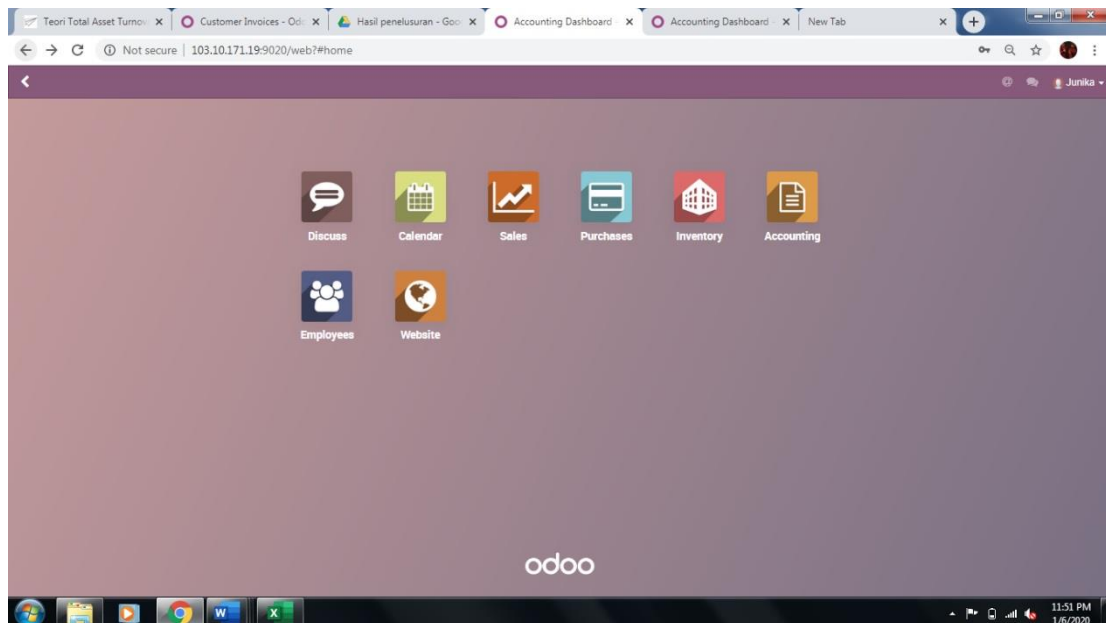 Teori Total Asset Turnov
Customer Invoices - Odo
Hasil penelusuran - Goo
Accounting Dashboard -
Accounting Dashboard -
New Tab
Not secure | 103.10.171.19:9020/web?#home
Junika
Discuss
Calendar
Sales
Purchases
Inventory
Accounting
Employees
Website
odoo
11:51 PM
1/6/2020